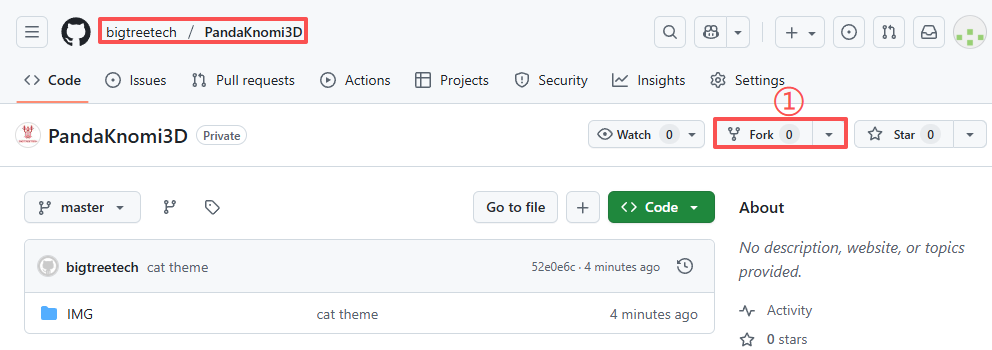 bigtreetech / PandaKnomi3D
Code Issues Pull requests Actions Projects Security Insights Settings
①
PandaKnomi3D Private Watch 0 Fork 0 Star 0
master Go to file Code About
No description, website, or topics
provided.
bigtreetech cat theme 52e0e6c · 4 minutes ago
IMG cat theme 4 minutes ago
Activity
0 stars